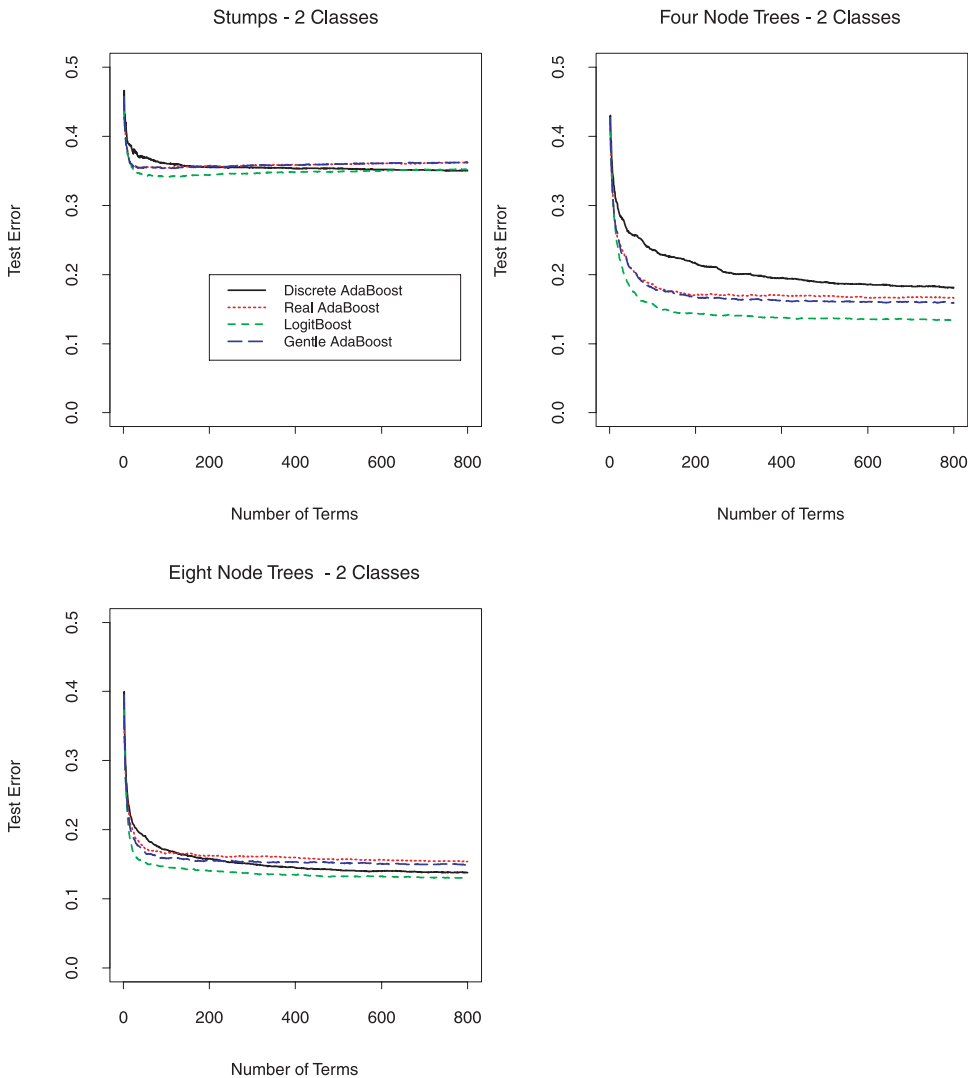 Stumps - 2 Classes
Test Error
0.5
0.4
0.3
0.2
0.1
0.0
Discrete AdaBoost
Real AdaBoost
LogitBoost
Gentle AdaBoost
0 200 400 600 800
Number of Terms
Four Node Trees - 2 Classes
Test Error
0.5
0.4
0.3
0.2
0.1
0.0
0 200 400 600 800
Number of Terms
Eight Node Trees - 2 Classes
Test Error
0.5
0.4
0.3
0.2
0.1
0.0
0 200 400 600 800
Number of Terms